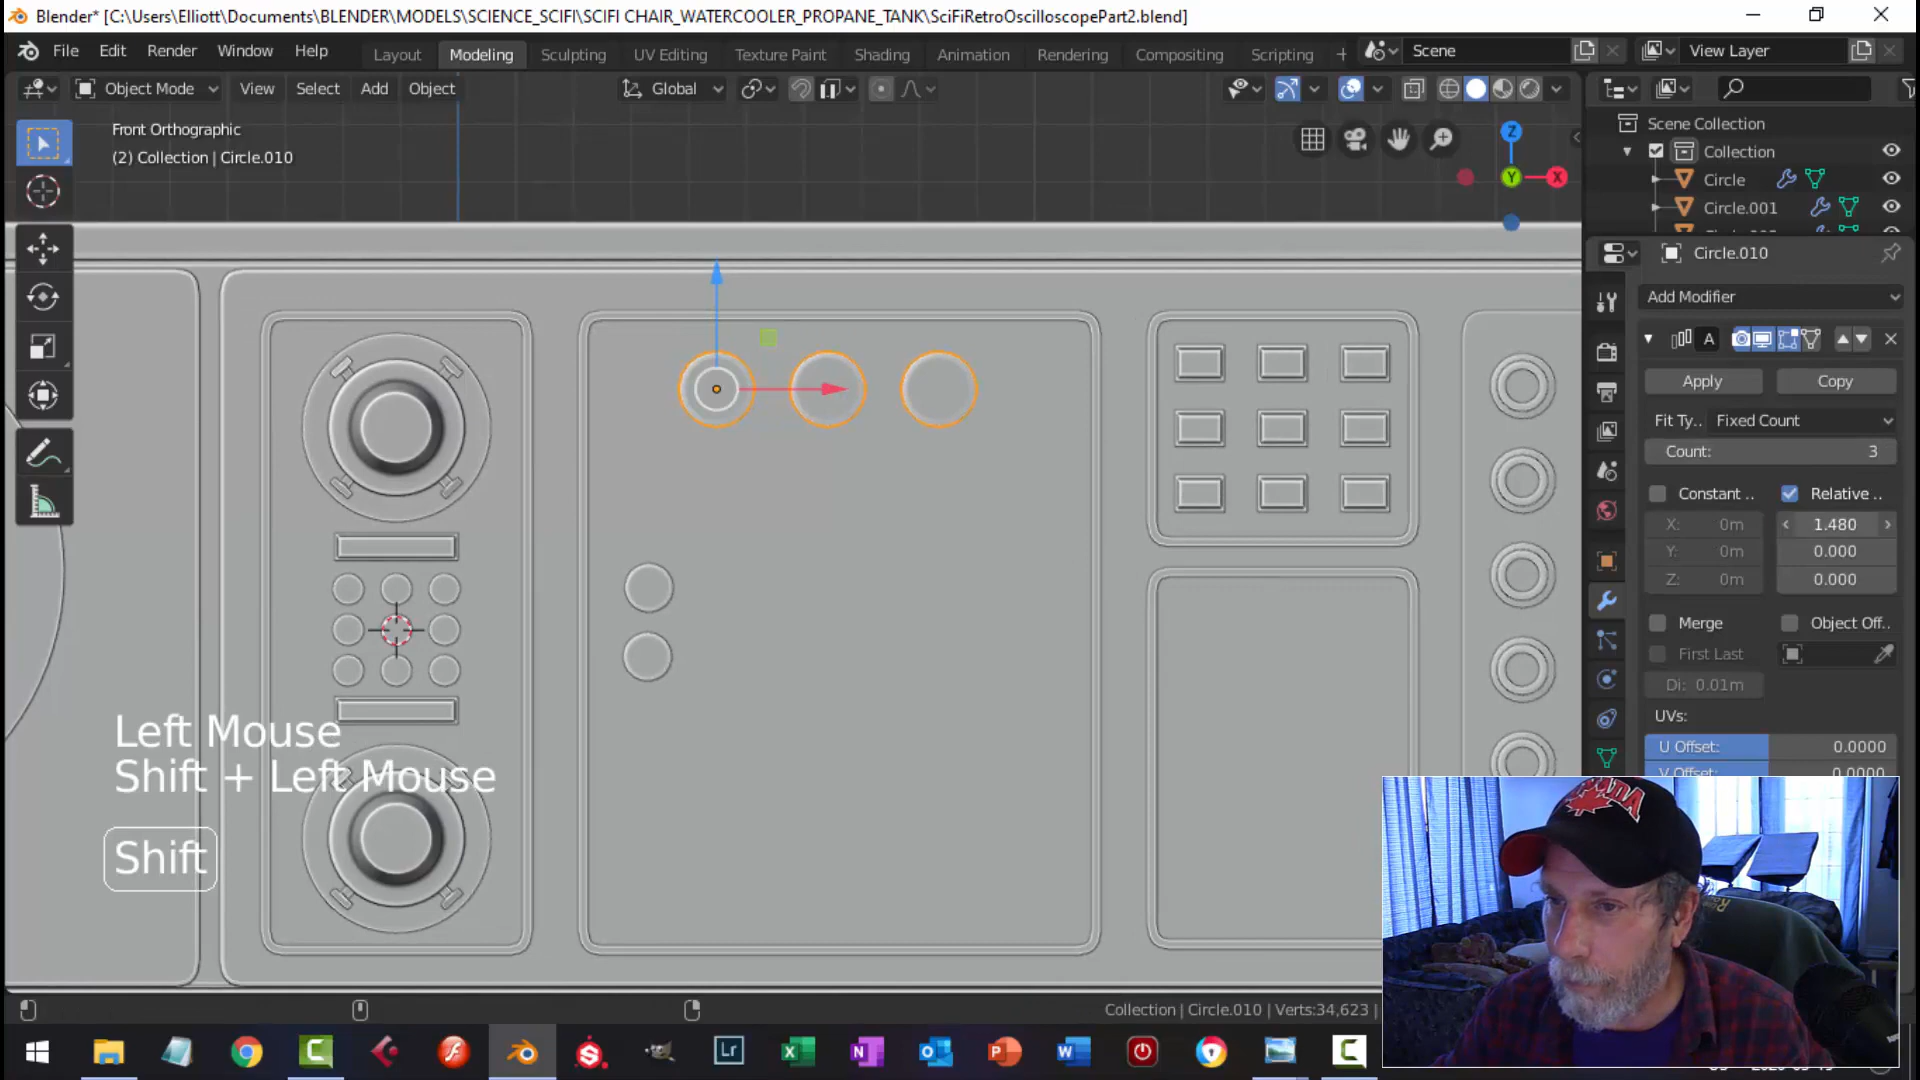 Blender* [C:\Users\Elliott\Documents\BLENDER\MODELS\SCIENCE_SCIFI\SCIFI CHAIR_WATERCOOLER_PROPANE_TANK\SciFiRetroOscilloscopePart2.blend]
File Edit Render Window Help Layout Modeling Sculpting UV Editing Texture Paint Shading Animation Rendering Compositing Scripting + Scene View Layer
Object Mode View Select Add Object Global
Front Orthographic
(2) Collection | Circle.010
Z
Y X
Scene Collection
Collection
Circle
Circle.001
Circle.010
Add Modifier
A
Apply Copy
Fit Ty.. Fixed Count
Count: 3
Constant .. Relative ..
X: 0m 1.480
Y: 0m 0.000
Z: 0m 0.000
Merge Object Off..
First Last
Di: 0.01m
UVs:
U Offset: 0.0000
V Offset: 0.0000
Left Mouse
Shift + Left Mouse
Shift
Collection | Circle.010 | Verts:34,623 |
CANADA
Lr